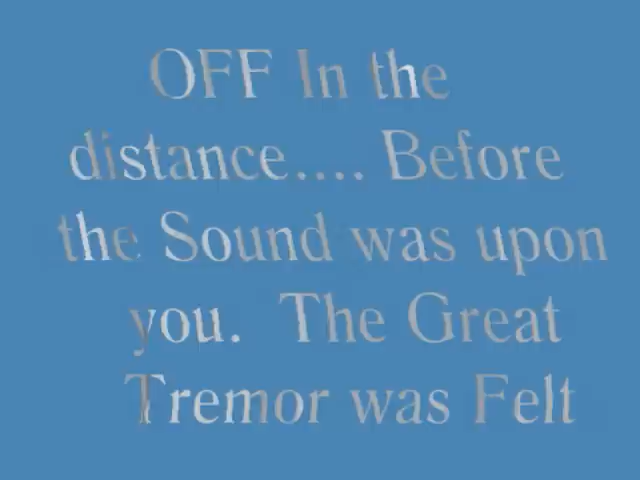 OFF In the
distance.... Before
the Sound was upon
you. The Great
Tremor was Felt